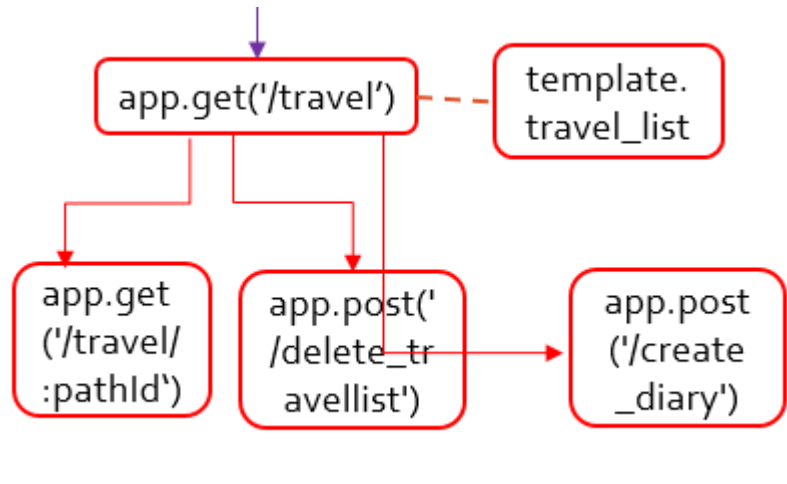 app.get('/travel’)
template.
travel_list
app.get
('/travel/
:pathId‘)
app.post('
/delete_tr
avellist')
app.post
('/create
_diary')